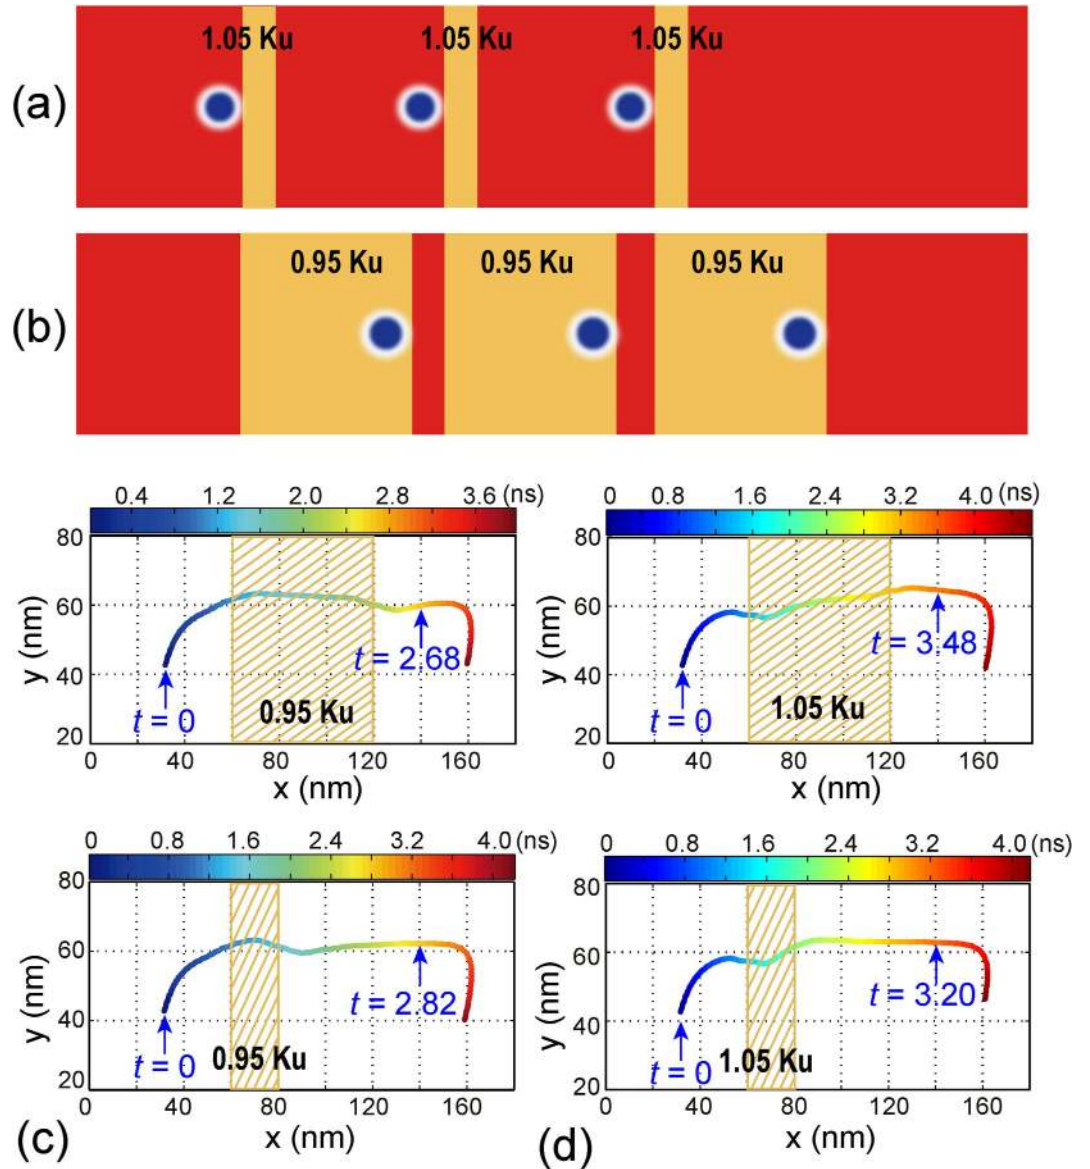 1.05 Ku 1.05 Ku 1.05 Ku
(a)
0.95 Ku 0.95 Ku 0.95 Ku
(b)
0.4 1.2 2.0 2.8 3.6 (ns)
80
60
40
20
y (nm)
t = 2.68
t = 0
0.95 Ku
0 40 80 120 160
x (nm)
0 0.8 1.6 2.4 3.2 4.0 (ns)
80
60
40
20
y (nm)
t = 3.48
t = 0
1.05 Ku
0 40 80 120 160
x (nm)
0 0.8 1.6 2.4 3.2 4.0 (ns)
80
60
40
20
y (nm)
t = 2.82
t = 0
0.95 Ku
0 40 80 120 160
x (nm)
(c)
0 0.8 1.6 2.4 3.2 4.0 (ns)
80
60
40
20
y (nm)
t = 3.20
t = 0
1.05 Ku
0 40 80 120 160
x (nm)
(d)